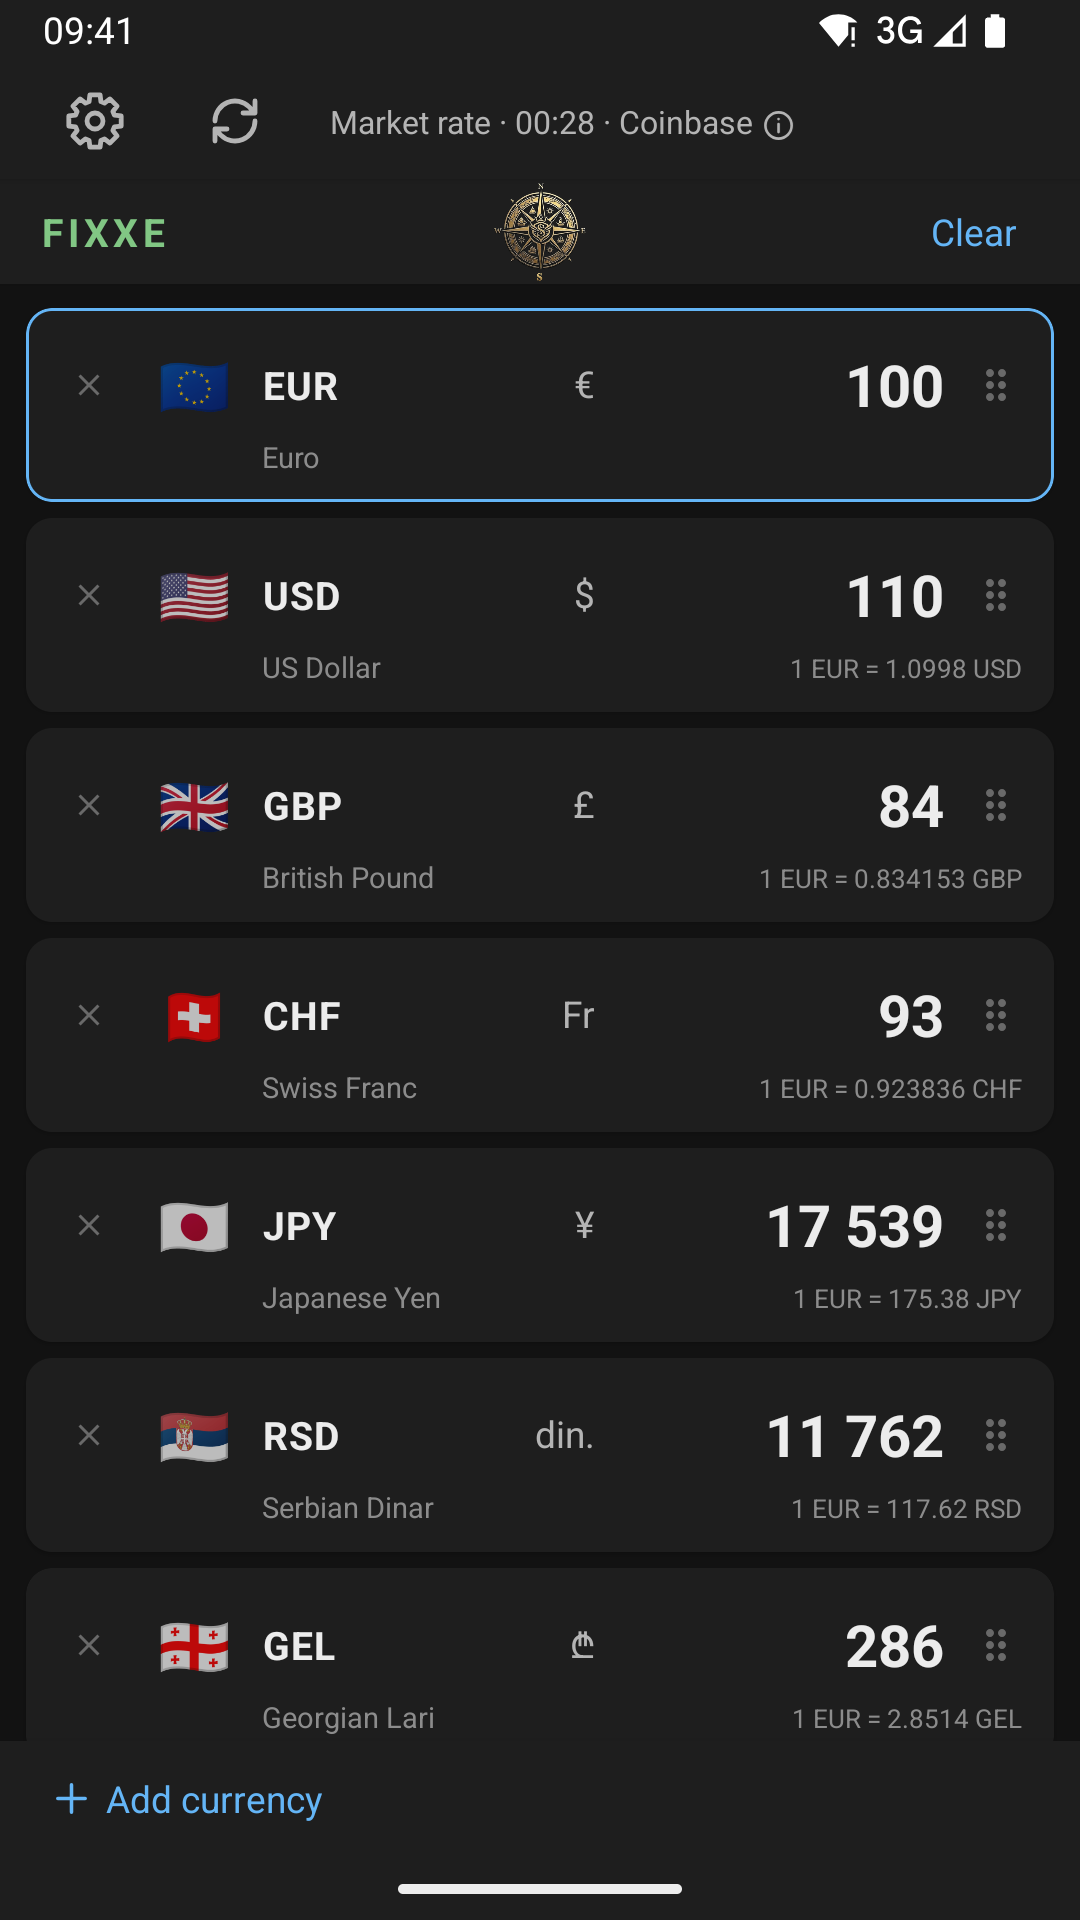 09:41
3G
Market rate · 00:28 · Coinbase
FIXXE
N
W
E
S
Clear
EUR
€
100
Euro
USD
$
110
US Dollar
1 EUR = 1.0998 USD
GBP
£
84
British Pound
1 EUR = 0.834153 GBP
CHF
Fr
93
Swiss Franc
1 EUR = 0.923836 CHF
JPY
¥
17 539
Japanese Yen
1 EUR = 175.38 JPY
RSD
din.
11 762
Serbian Dinar
1 EUR = 117.62 RSD
GEL
₾
286
Georgian Lari
1 EUR = 2.8514 GEL
+ Add currency